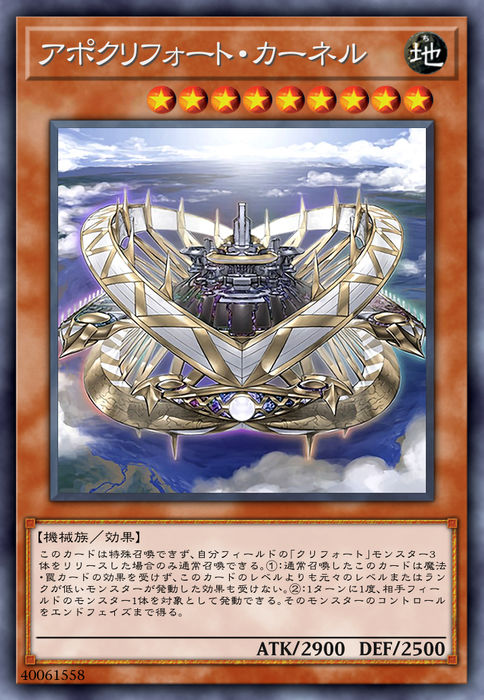 アポクリフォート・カーネル
地
ち
【機械族／効果】
このカードは特殊召喚できず、自分フィールドの「クリフォート」モンスター3
体をリリースした場合のみ通常召喚できる。①：通常召喚したこのカードは魔法
・罠カードの効果を受けず、このカードのレベルよりも元々のレベルまたはラン
クが低いモンスターが発動した効果も受けない。②：1ターンに1度、相手フィ
ールドのモンスター1体を対象として発動できる。そのモンスターのコントロール
をエンドフェイズまで得る。
ATK/2900 DEF/2500
40061558